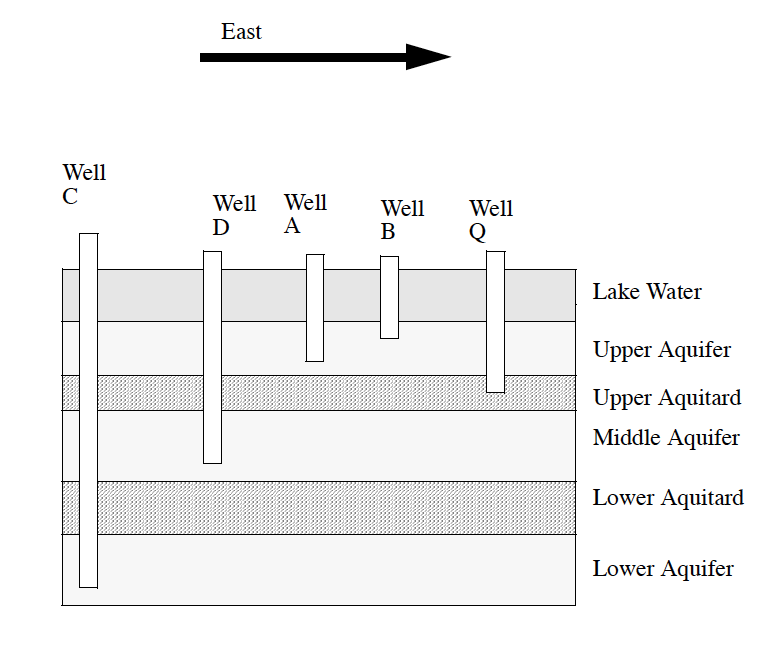 East
Well
C
Well
D
Well
A
Well
B
Well
Q
Lake Water
Upper Aquifer
Upper Aquitard
Middle Aquifer
Lower Aquitard
Lower Aquifer